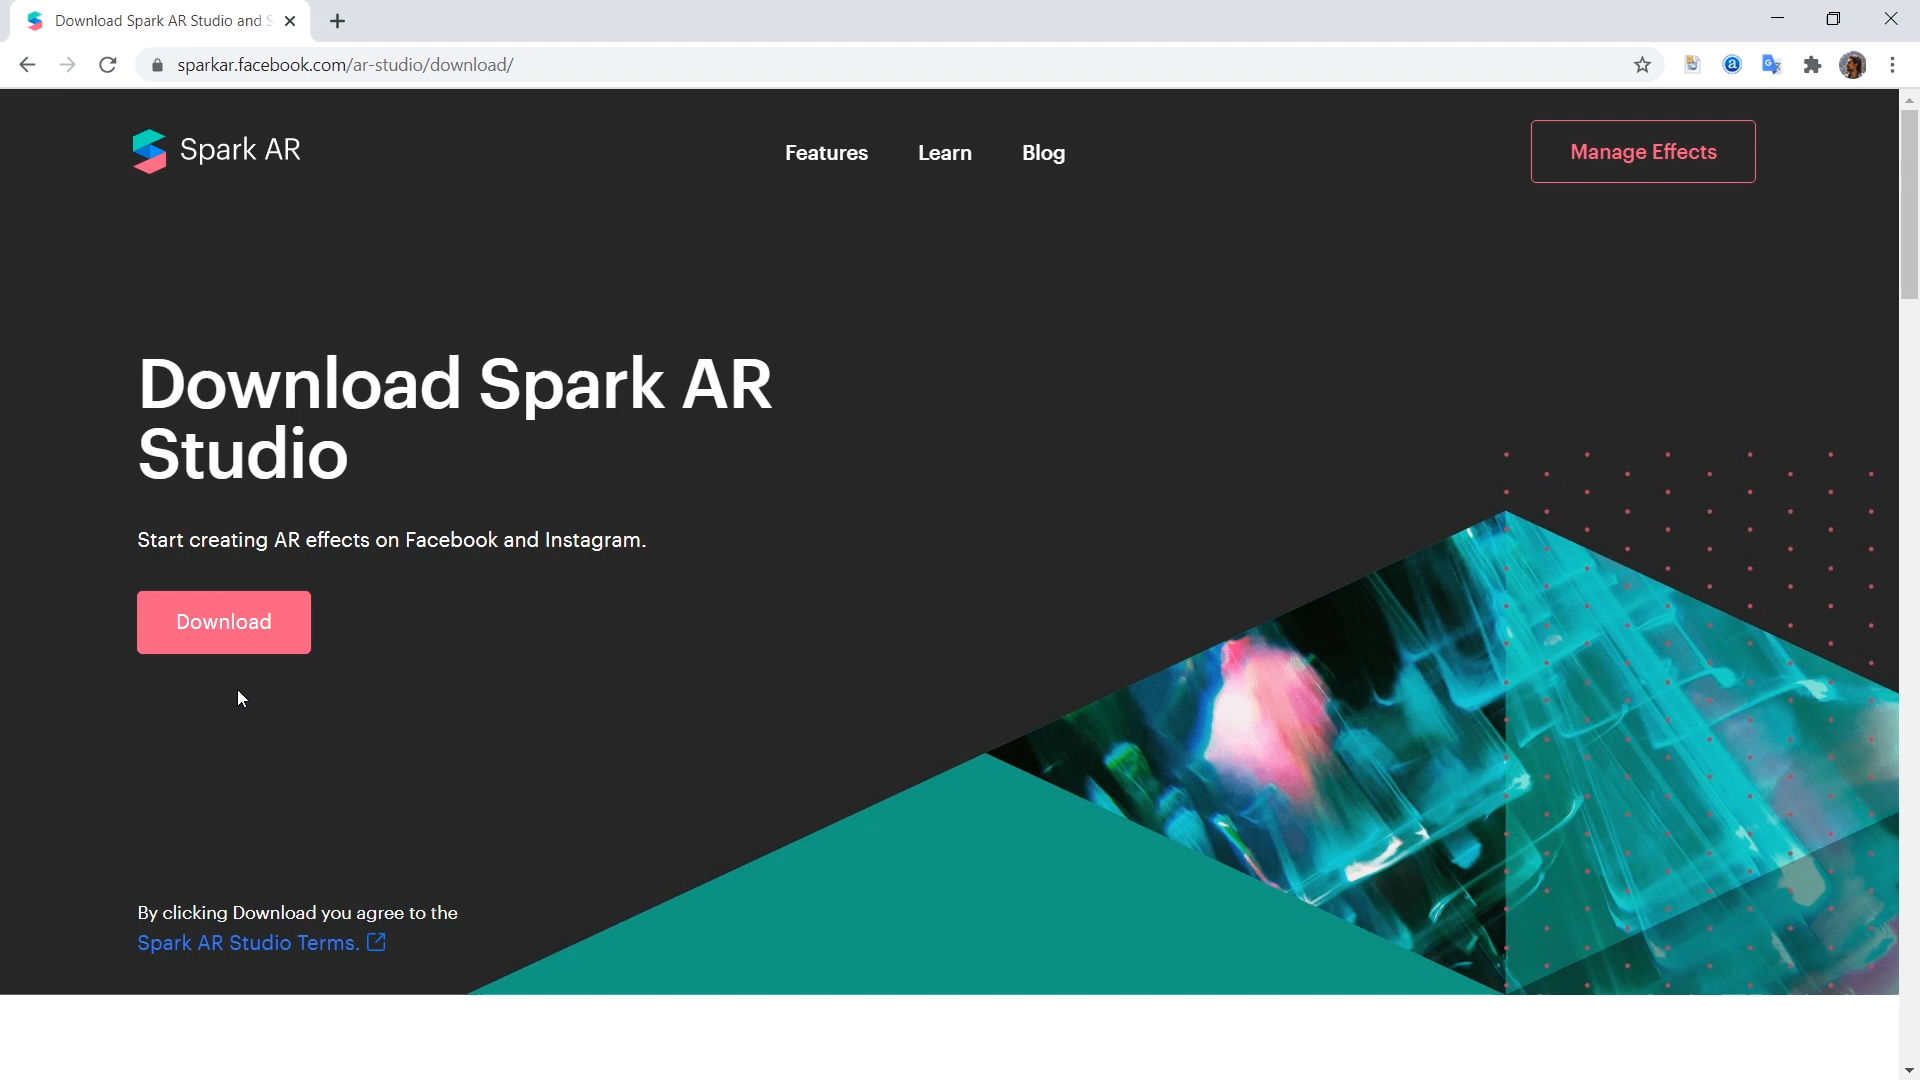 Download Spark AR Studio and S
sparkar.facebook.com/ar-studio/download/
Spark AR
Features
Learn
Blog
Manage Effects
Download Spark AR
Studio
Start creating AR effects on Facebook and Instagram.
Download
By clicking Download you agree to the
Spark AR Studio Terms.